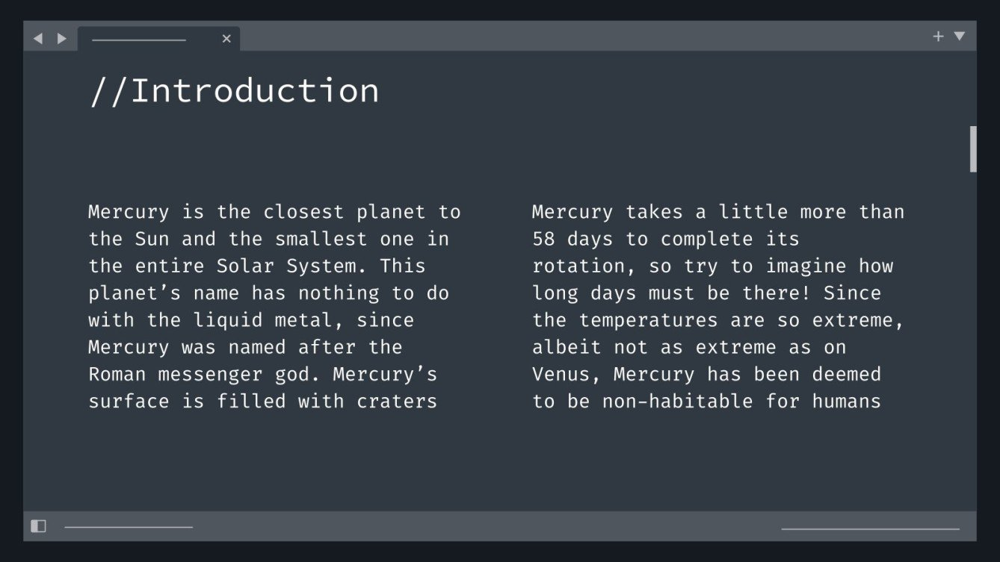 //Introduction
Mercury is the closest planet to
the Sun and the smallest one in
the entire Solar System. This
planet’s name has nothing to do
with the liquid metal, since
Mercury was named after the
Roman messenger god. Mercury’s
surface is filled with craters
Mercury takes a little more than
58 days to complete its
rotation, so try to imagine how
long days must be there! Since
the temperatures are so extreme,
albeit not as extreme as on
Venus, Mercury has been deemed
to be non-habitable for humans